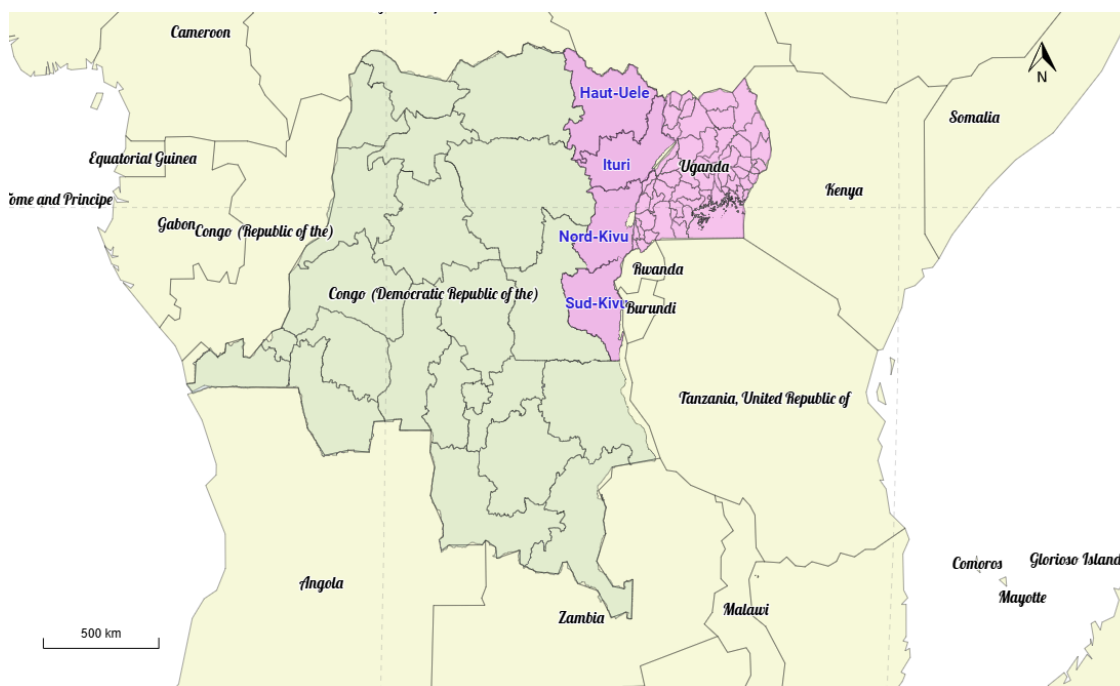 Cameroon
Haut-Uele
N
Somalia
Equatorial Guinea
Ituri
Uganda
Kenya
Tome and Principe
Gabon
Congo (Republic of the)
Nord-Kivu
Rwanda
Congo (Democratic Republic of the)
Sud-Kivu
Burundi
Tanzania, United Republic of
Angola
Comoros
Glorioso Island
Mayotte
Zambia
Malawi
500 km